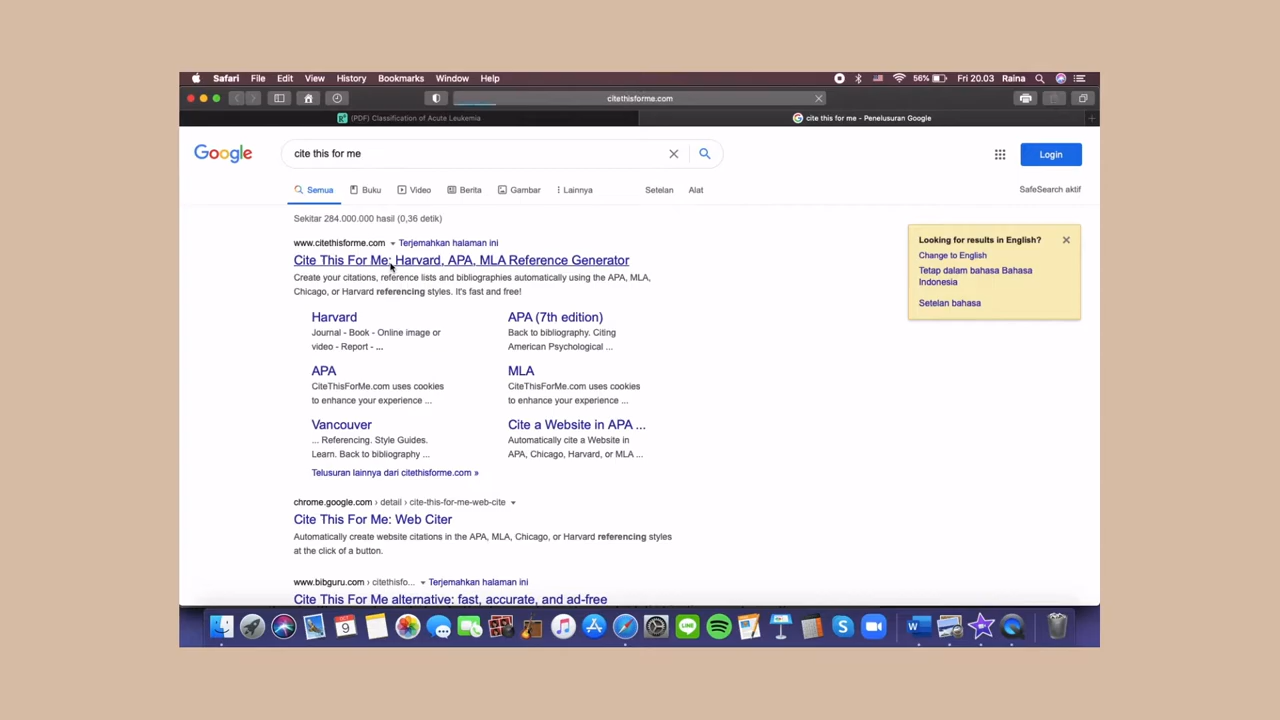 Safari File Edit View History Bookmarks Window Help
56% Fri 20.03 Raina
citethisforme.com
(PDF) Classification of Acute Leukemia
cite this for me - Penelusuran Google
Google
cite this for me
Login
Semua Buku Video Berita Gambar Lainnya Setelan Alat
SafeSearch aktif
Sekitar 284.000.000 hasil (0,36 detik)
www.citethisforme.com Terjemahkan halaman ini
Cite This For Me: Harvard, APA, MLA Reference Generator
Create your citations, reference lists and bibliographies automatically using the APA, MLA,
Chicago, or Harvard referencing styles. It's fast and free!
Harvard
Journal - Book - Online image or
video - Report - ...
APA (7th edition)
Back to bibliography. Citing
American Psychological ...
APA
CiteThisForMe.com uses cookies
to enhance your experience ...
MLA
CiteThisForMe.com uses cookies
to enhance your experience ...
Vancouver
... Referencing. Style Guides.
Learn. Back to bibliography ...
Cite a Website in APA ...
Automatically cite a Website in
APA, Chicago, Harvard, or MLA ...
Telusuran lainnya dari citethisforme.com »
chrome.google.com › detail › cite-this-for-me-web-cite
Cite This For Me: Web Citer
Automatically create website citations in the APA, MLA, Chicago, or Harvard referencing styles
at the click of a button.
www.bibguru.com › citethisfo... Terjemahkan halaman ini
Cite This For Me alternative: fast, accurate, and ad-free
Looking for results in English?
Change to English
Tetap dalam bahasa Bahasa
Indonesia
Setelan bahasa
9